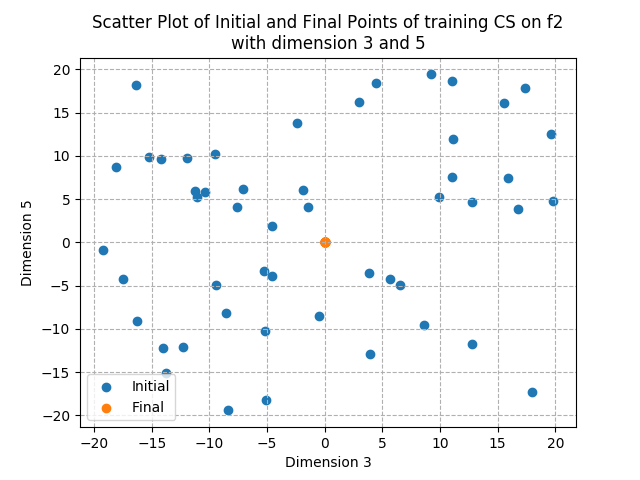 Scatter Plot of Initial and Final Points of training CS on f2
with dimension 3 and 5
20
15
10
5
0
−5
−10
−15
−20
Dimension 5
Initial
Final
−20 −15 −10 −5 0 5 10 15 20
Dimension 3